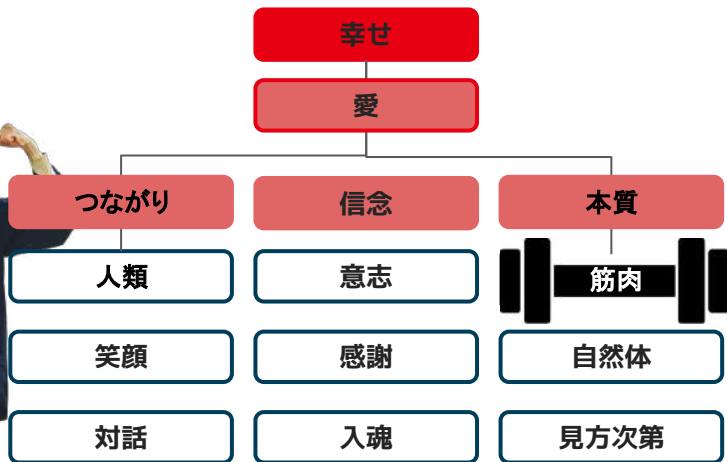 幸せ
愛
つながり
信念
本質
人類
意志
筋肉
笑顔
感謝
自然体
対話
入魂
見方次第